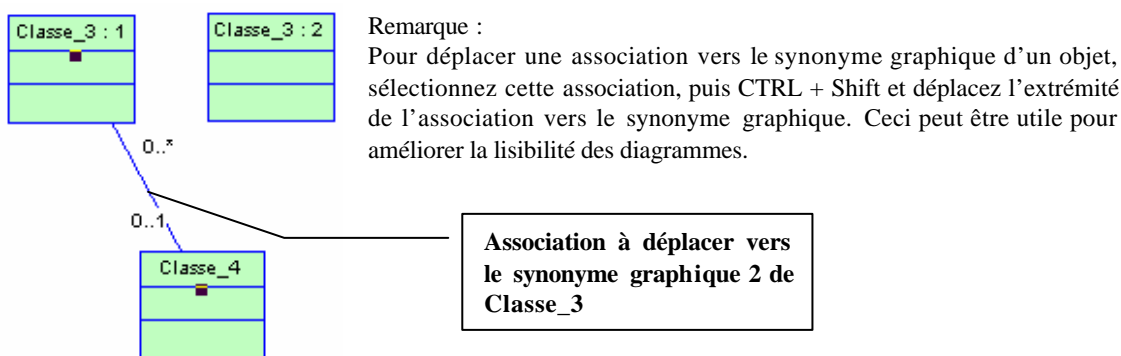 Classe_3 : 1
Classe_3 : 2
Remarque :
Pour déplacer une association vers le synonyme graphique d'un objet,
sélectionnez cette association, puis CTRL + Shift et déplacez l'extrémité
de l'association vers le synonyme graphique. Ceci peut être utile pour
améliorer la lisibilité des diagrammes.
0..*
0..1
Classe_4
Association à déplacer vers
le synonyme graphique 2 de
Classe_3